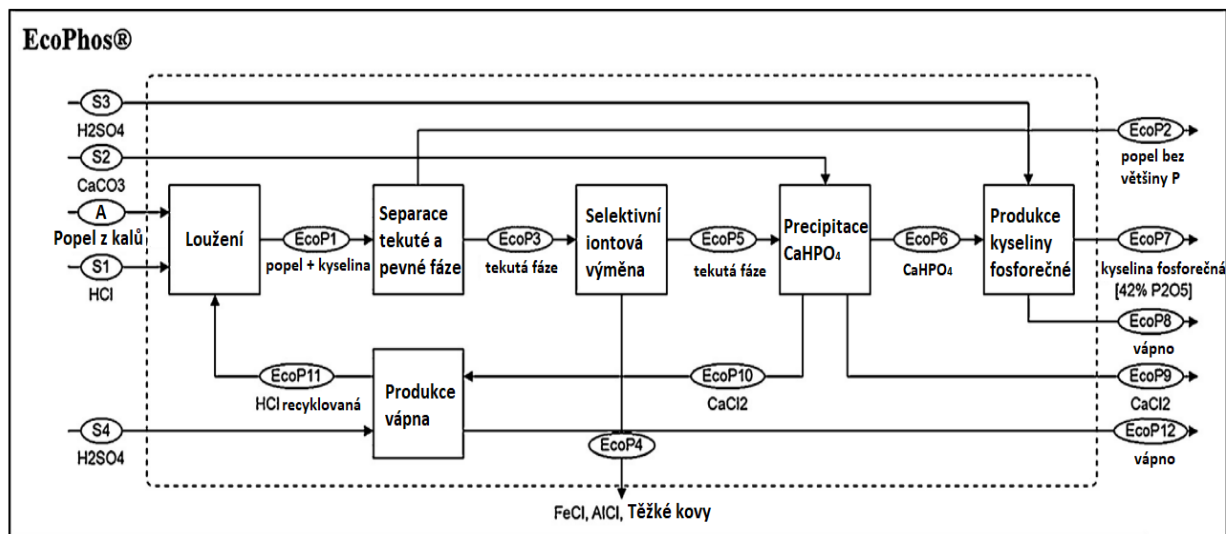 EcoPhos®
S3
H2SO4
S2
CaCO3
A
Popel z kalů
S1
HCl
Loužení
EcoP1
popel + kyselina
Separace
tekuté a
pevné fáze
EcoP3
tekutá fáze
Selektivní
iontová
výměna
EcoP5
tekutá fáze
Precipitace
CaHPO₄
EcoP6
CaHPO₄
Produkce
kyseliny
fosforečné
EcoP2
popel bez
většiny P
EcoP7
kyselina fosforečná
[42% P2O5]
EcoP8
vápno
EcoP9
CaCl2
EcoP12
vápno
EcoP11
HCl recyklovaná
Produkce
vápna
EcoP10
CaCl2
S4
H2SO4
EcoP4
FeCl, AlCl, Těžké kovy